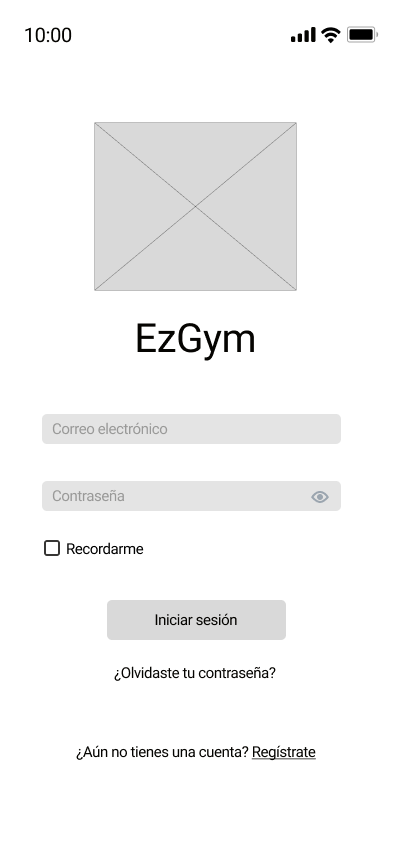 10:00
EzGym
Correo electrónico
Contraseña
Recordarme
Iniciar sesión
¿Olvidaste tu contraseña?
¿Aún no tienes una cuenta? Regístrate